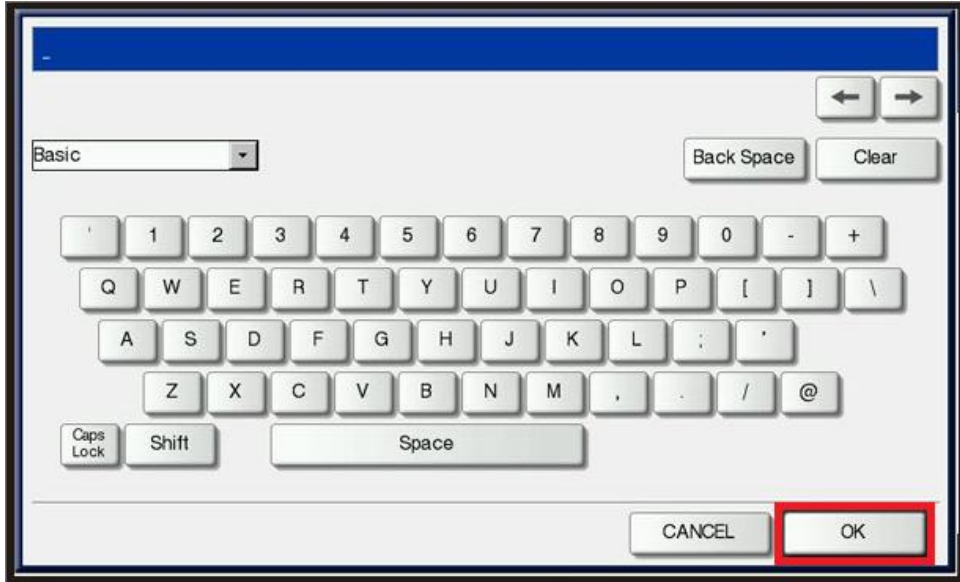 _
Basic
Back Space Clear
' 1 2 3 4 5 6 7 8 9 0 - +
Q W E R T Y U I O P [ ] \
A S D F G H J K L ; '
Z X C V B N M , . / @
Caps
Lock Shift Space
CANCEL OK